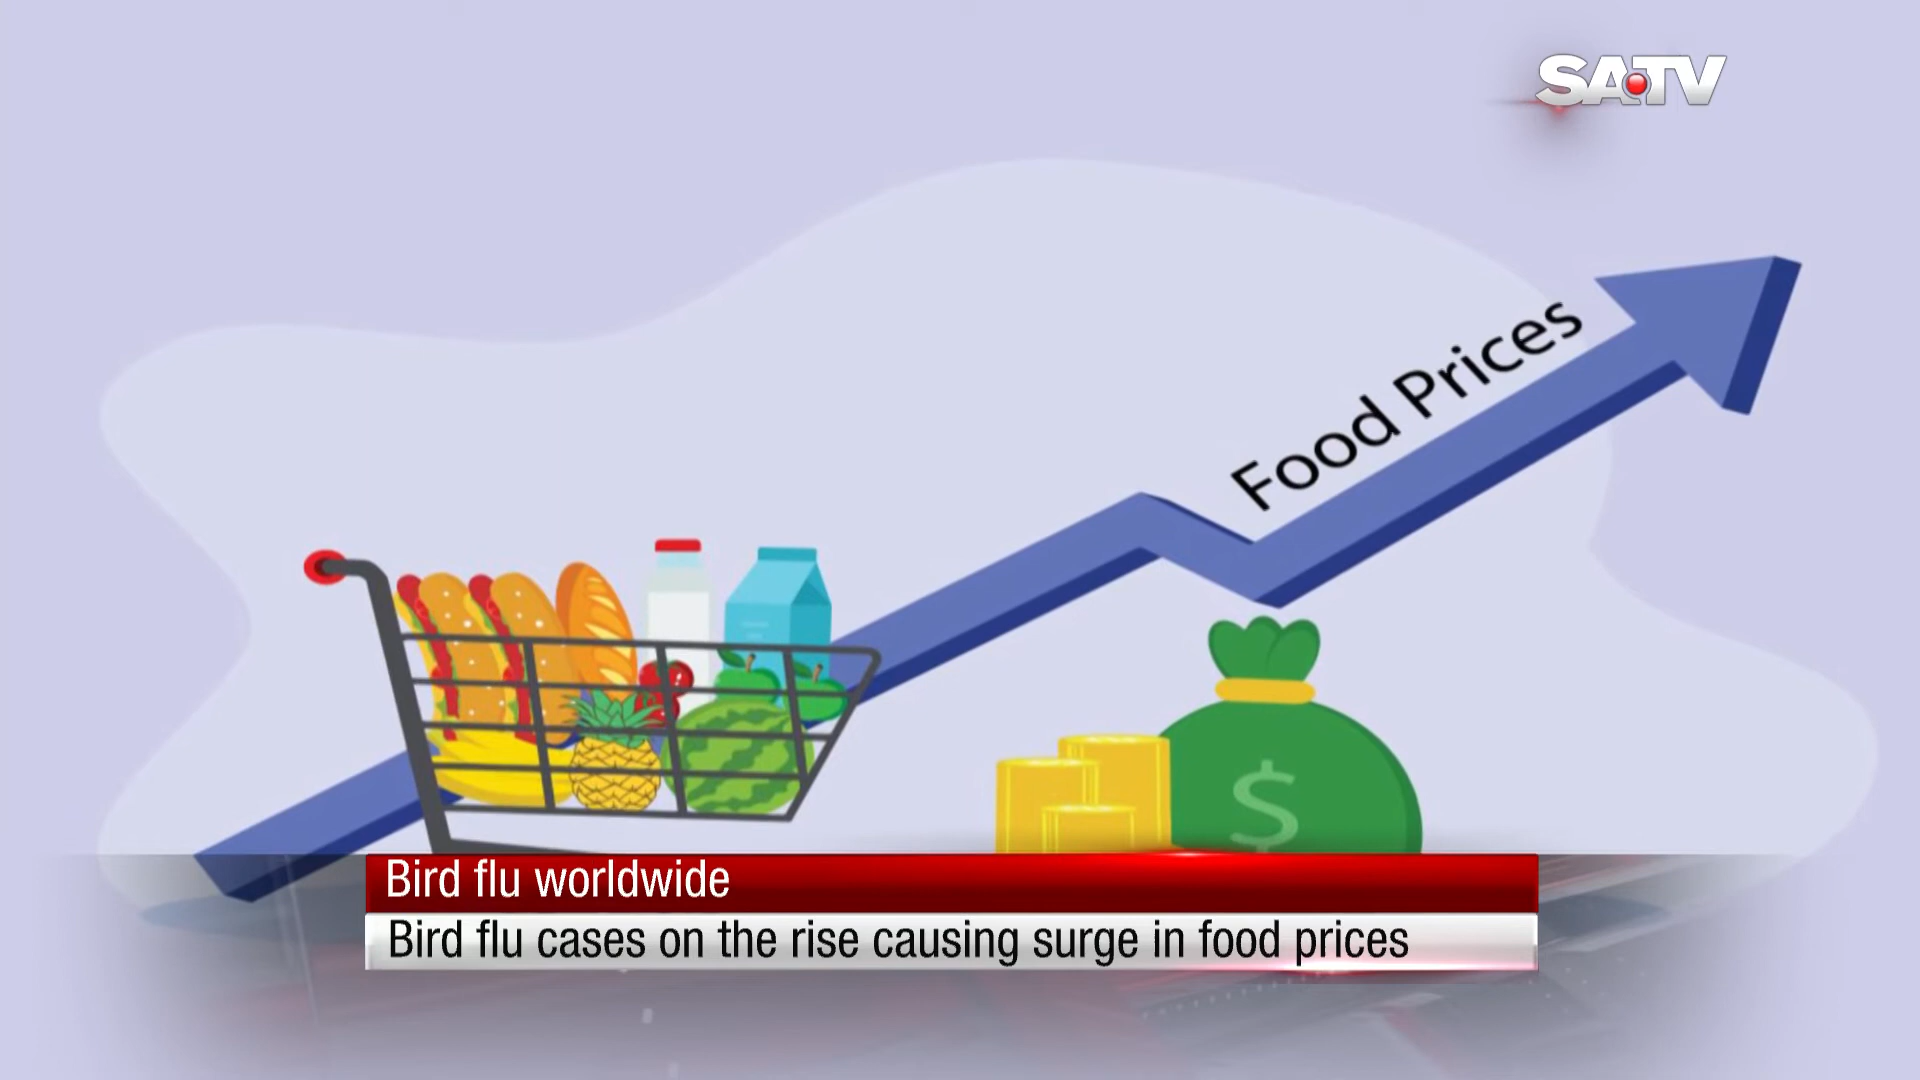 SATV
Food Prices
$
Bird flu worldwide
Bird flu cases on the rise causing surge in food prices